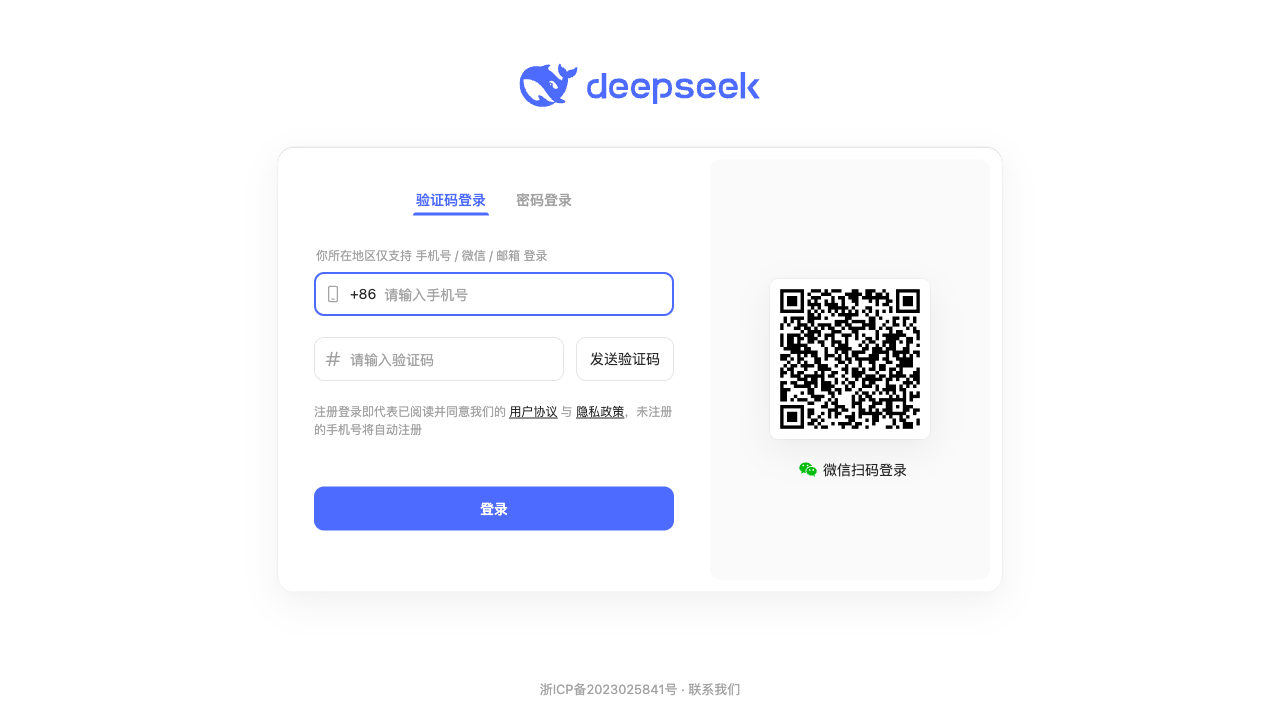 deepseek
验证码登录 密码登录
你所在地区仅支持 手机号 / 微信 / 邮箱 登录
+86 请输入手机号
请输入验证码 发送验证码
注册登录即代表已阅读并同意我们的 用户协议 与 隐私政策，未注册
的手机号将自动注册
登录
微信扫码登录
浙ICP备2023025841号 · 联系我们